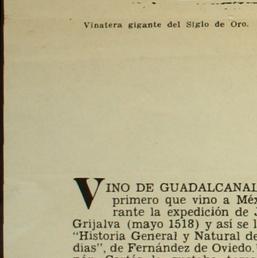 Vinatera gigante del Siglo de Oro.
VINO DE GUADALCANAL
primero que vino a Méx
rante la expedición de J
Grijalva (mayo 1518) y así se l
"Historia General y Natural de
dias", de Fernández de Oviedo.